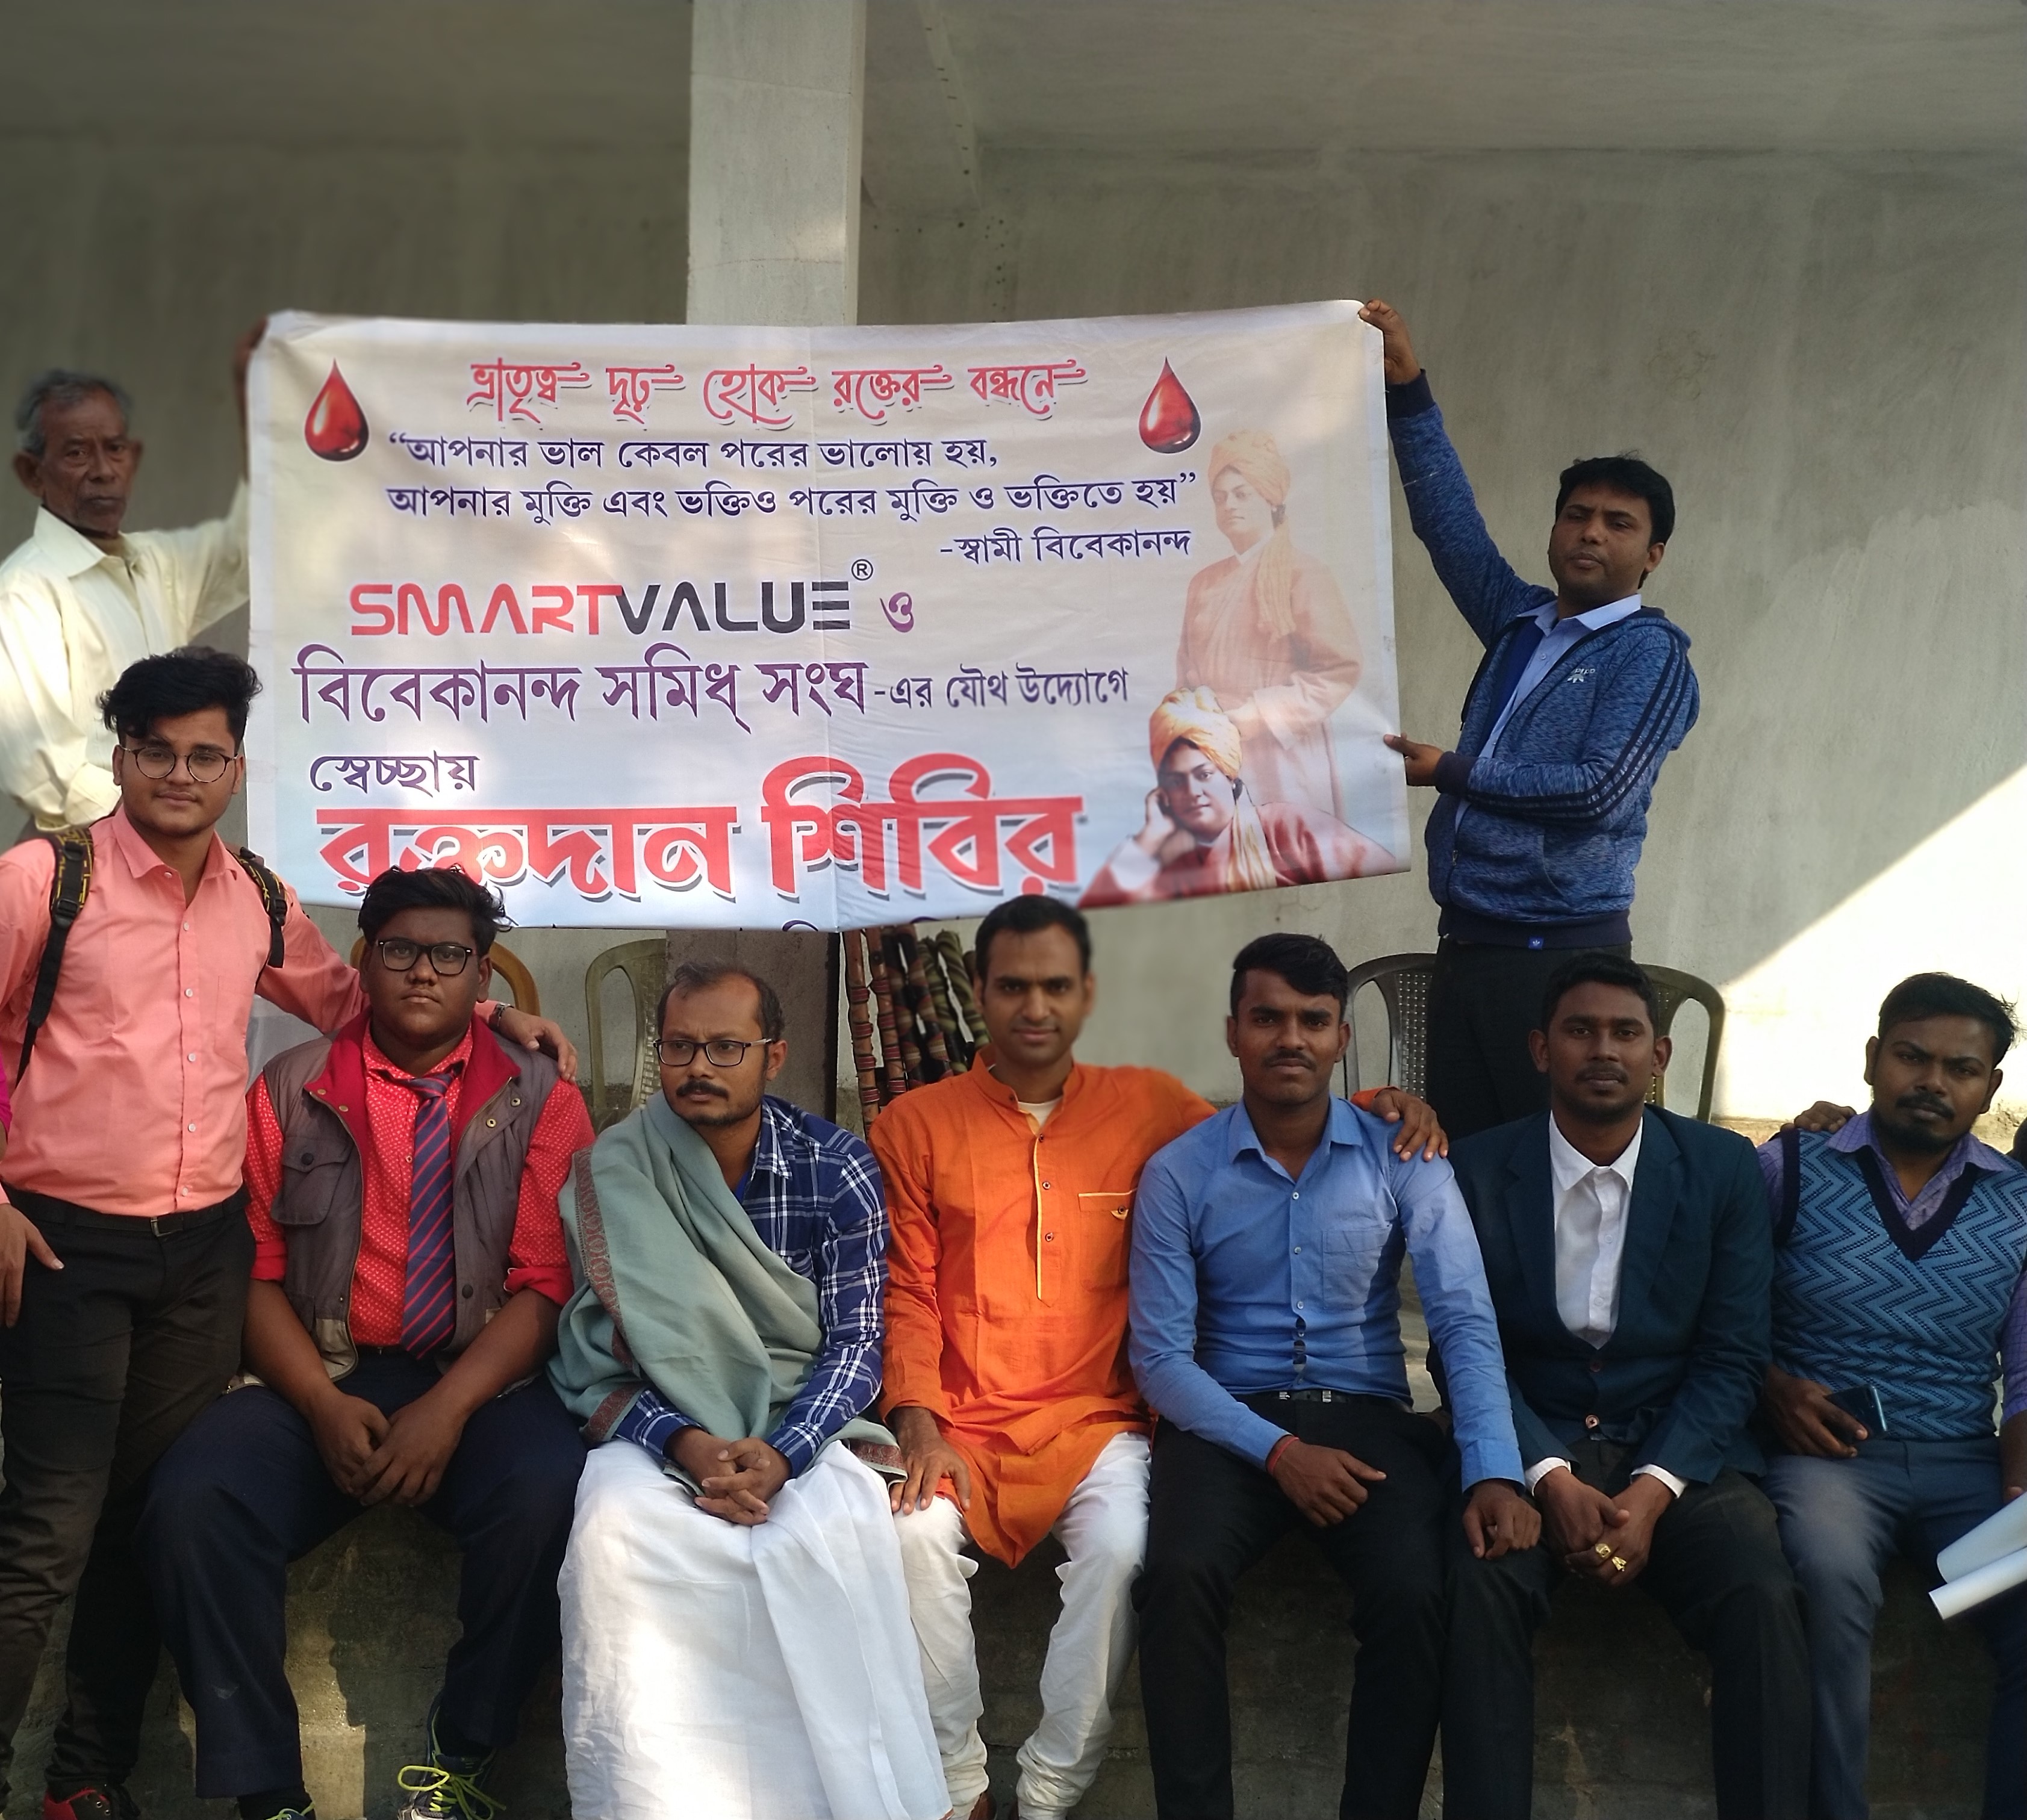 ভ্রাতৃত্ব দৃঢ় হোক রক্তের বন্ধনে
“আপনার ভাল কেবল পরের ভালোয় হয়,
আপনার মুক্তি এবং ভক্তিও পরের মুক্তি ও ভক্তিতে হয়”
-স্বামী বিবেকানন্দ
SMARTVALUE® ও
বিবেকানন্দ সমিধ্ সংঘ -এর যৌথ উদ্যোগে
স্বেচ্ছায়
রক্তদান শিবির